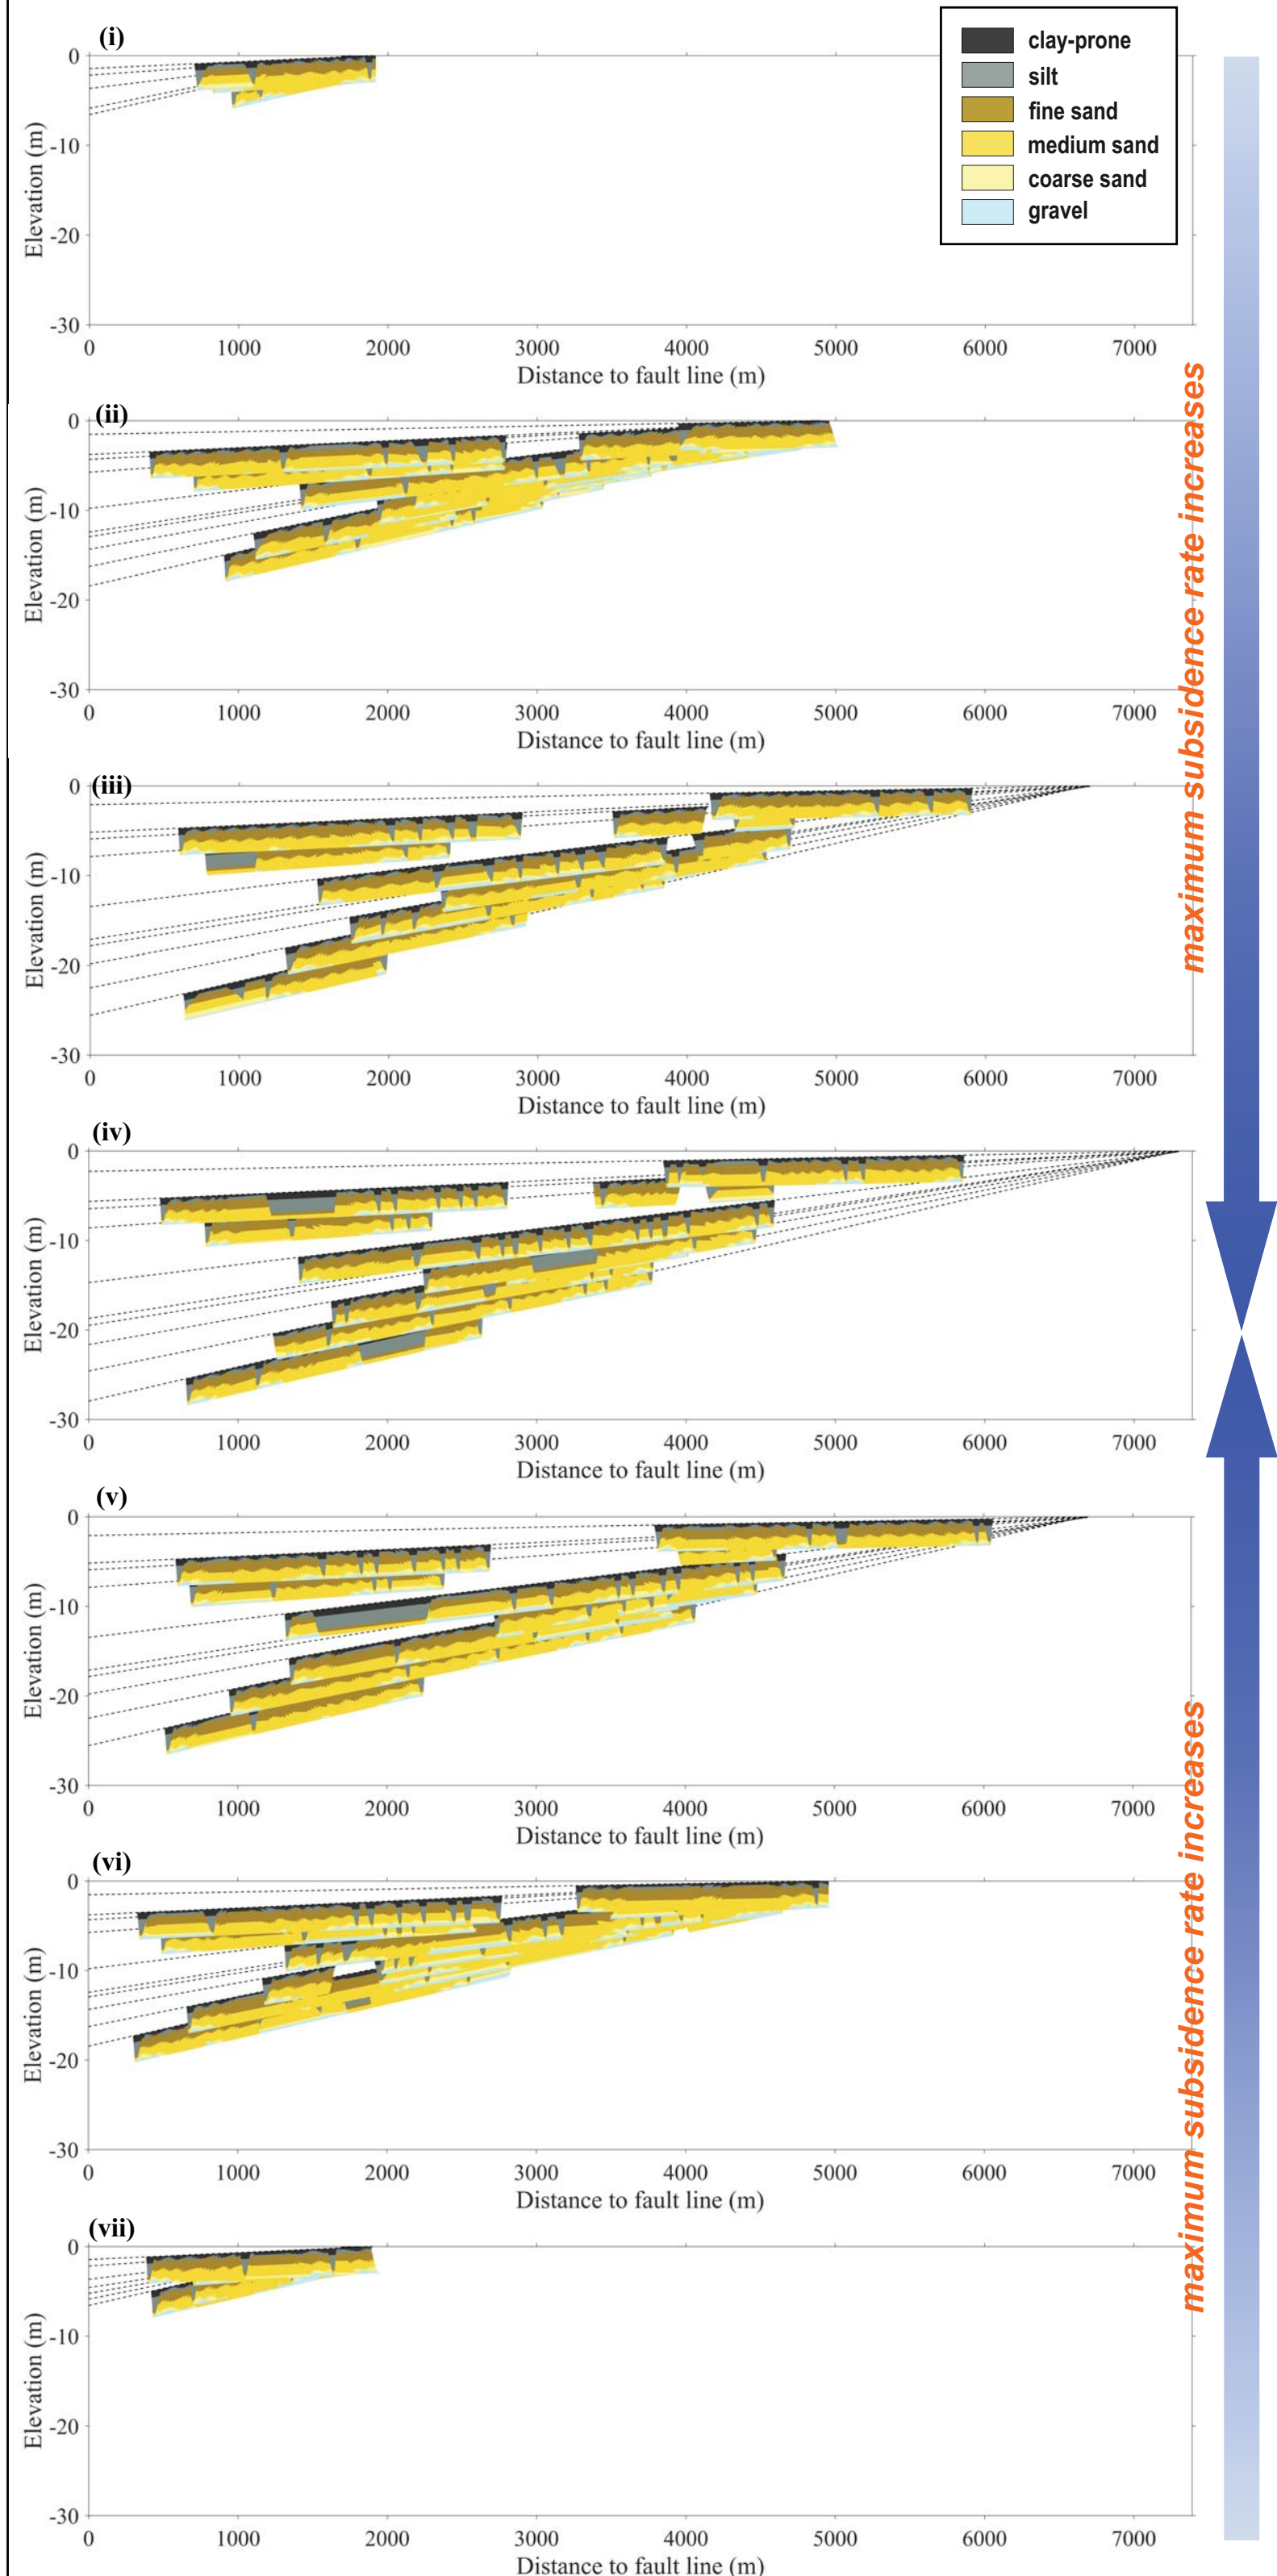 (i)
clay-prone
silt
fine sand
medium sand
coarse sand
gravel
0
-10
-20
-30
Elevation (m)
0 1000 2000 3000 4000 5000 6000 7000
Distance to fault line (m)
(ii)
0
-10
-20
-30
Elevation (m)
0 1000 2000 3000 4000 5000 6000 7000
Distance to fault line (m)
maximum subsidence rate increases
(iii)
0
-10
-20
-30
Elevation (m)
0 1000 2000 3000 4000 5000 6000 7000
Distance to fault line (m)
(iv)
0
-10
-20
-30
Elevation (m)
0 1000 2000 3000 4000 5000 6000 7000
Distance to fault line (m)
(v)
0
-10
-20
-30
Elevation (m)
0 1000 2000 3000 4000 5000 6000 7000
Distance to fault line (m)
maximum subsidence rate increases
(vi)
0
-10
-20
-30
Elevation (m)
0 1000 2000 3000 4000 5000 6000 7000
Distance to fault line (m)
(vii)
0
-10
-20
-30
Elevation (m)
0 1000 2000 3000 4000 5000 6000 7000
Distance to fault line (m)